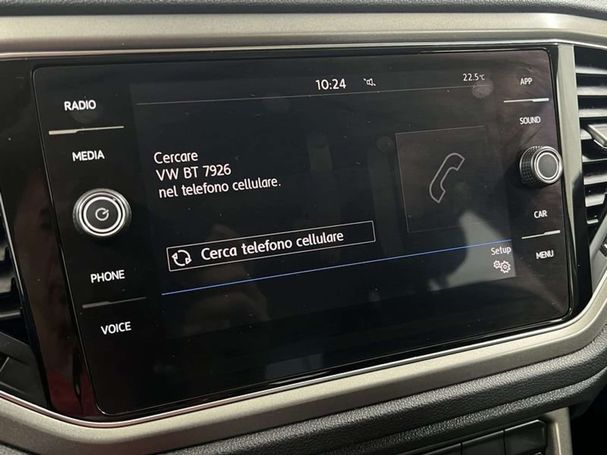 10:24
22.5°C
RADIO
MEDIA
PHONE
VOICE
Cercare
VW BT 7926
nel telefono cellulare.
Cerca telefono cellulare
Setup
APP
SOUND
CAR
MENU